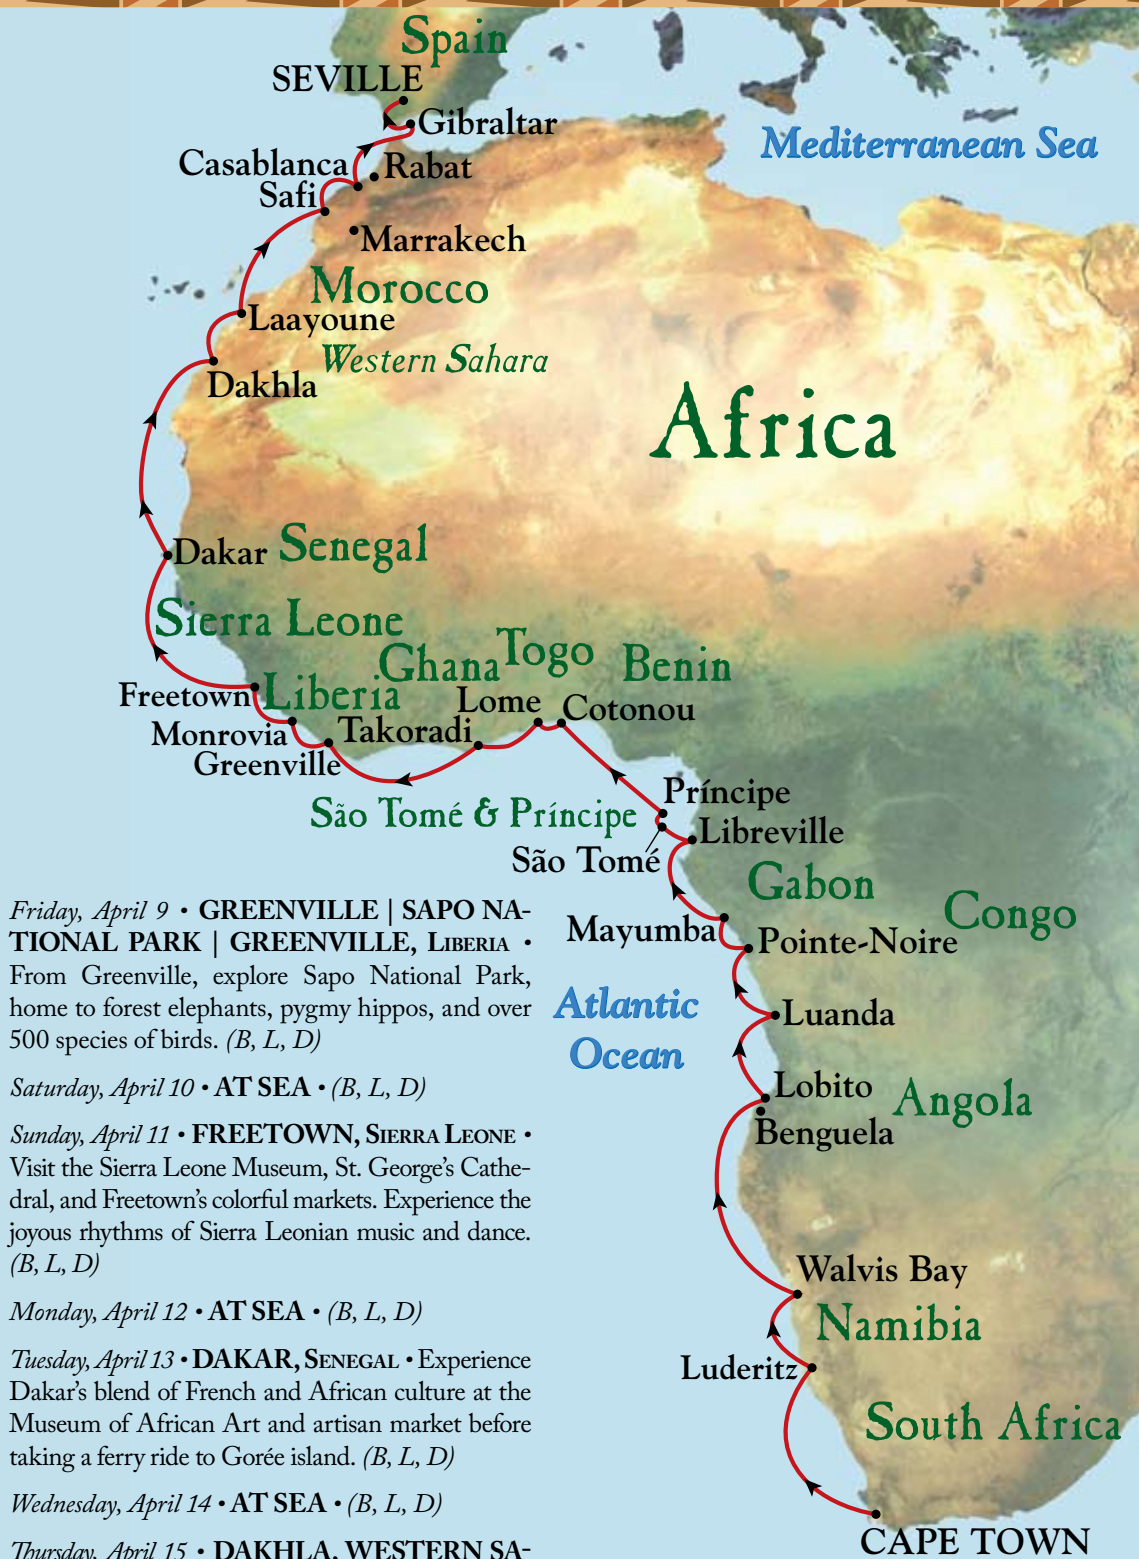 Spain
SEVILLE
Gibraltar
Mediterranean Sea
Casablanca
Rabat
Safi
Marrakech
Morocco
Laayoune
Western Sahara
Dakhla
Africa
Dakar
Senegal
Sierra Leone
Ghana
Togo
Benin
Freetown
Liberia
Lome
Cotonou
Monrovia
Takoradi
Greenville
Príncipe
São Tomé & Príncipe
Libreville
São Tomé
Gabon
Congo
Mayumba
Pointe-Noire
Atlantic
Ocean
Luanda
Lobito
Angola
Benguela
Walvis Bay
Namibia
Luderitz
South Africa
CAPE TOWN
Friday, April 9 • GREENVILLE | SAPO NA-
TIONAL PARK | GREENVILLE, LIBERIA •
From Greenville, explore Sapo National Park,
home to forest elephants, pygmy hippos, and over
500 species of birds. (B, L, D)
Saturday, April 10 • AT SEA • (B, L, D)
Sunday, April 11 • FREETOWN, SIERRA LEONE •
Visit the Sierra Leone Museum, St. George's Cathe-
dral, and Freetown's colorful markets. Experience the
joyous rhythms of Sierra Leonian music and dance.
(B, L, D)
Monday, April 12 • AT SEA • (B, L, D)
Tuesday, April 13 • DAKAR, SENEGAL • Experience
Dakar's blend of French and African culture at the
Museum of African Art and artisan market before
taking a ferry ride to Gorée island. (B, L, D)
Wednesday, April 14 • AT SEA • (B, L, D)
Thursday, April 15 • DAKHLA, WESTERN SA-